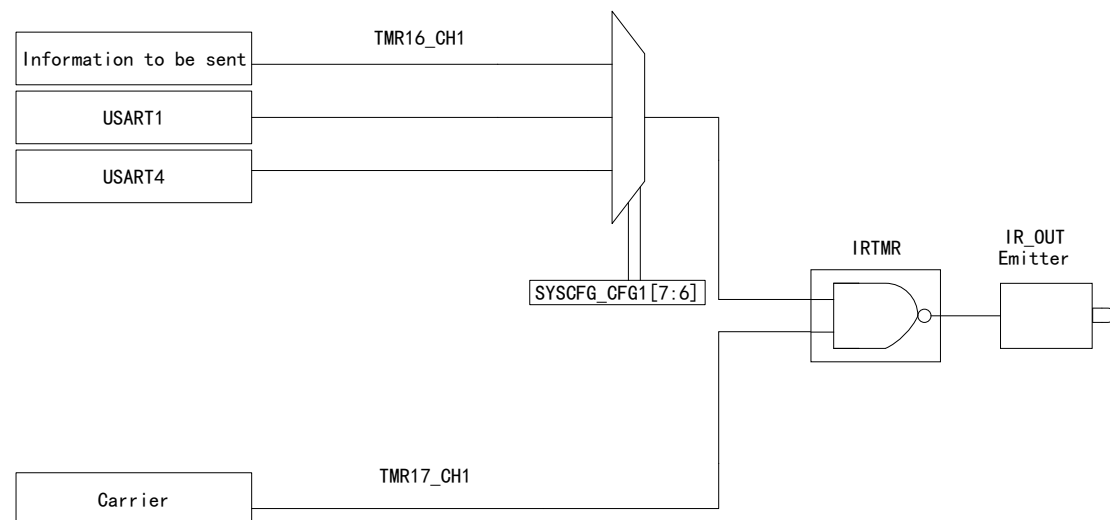 TMR16_CH1
Information to be sent
USART1
USART4
IR_OUT
Emitter
IRTMR
SYSCFG_CFG1[7:6]
TMR17_CH1
Carrier